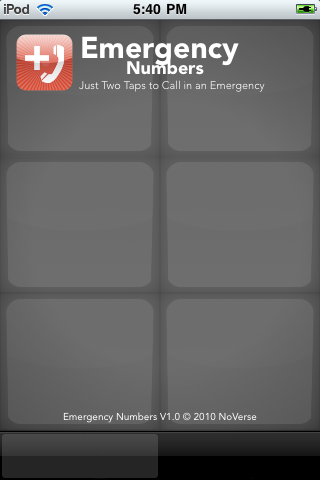 iPod 5:40 PM
Emergency
Numbers
Just Two Taps to Call in an Emergency
Emergency Numbers V1.0 © 2010 NoVerse